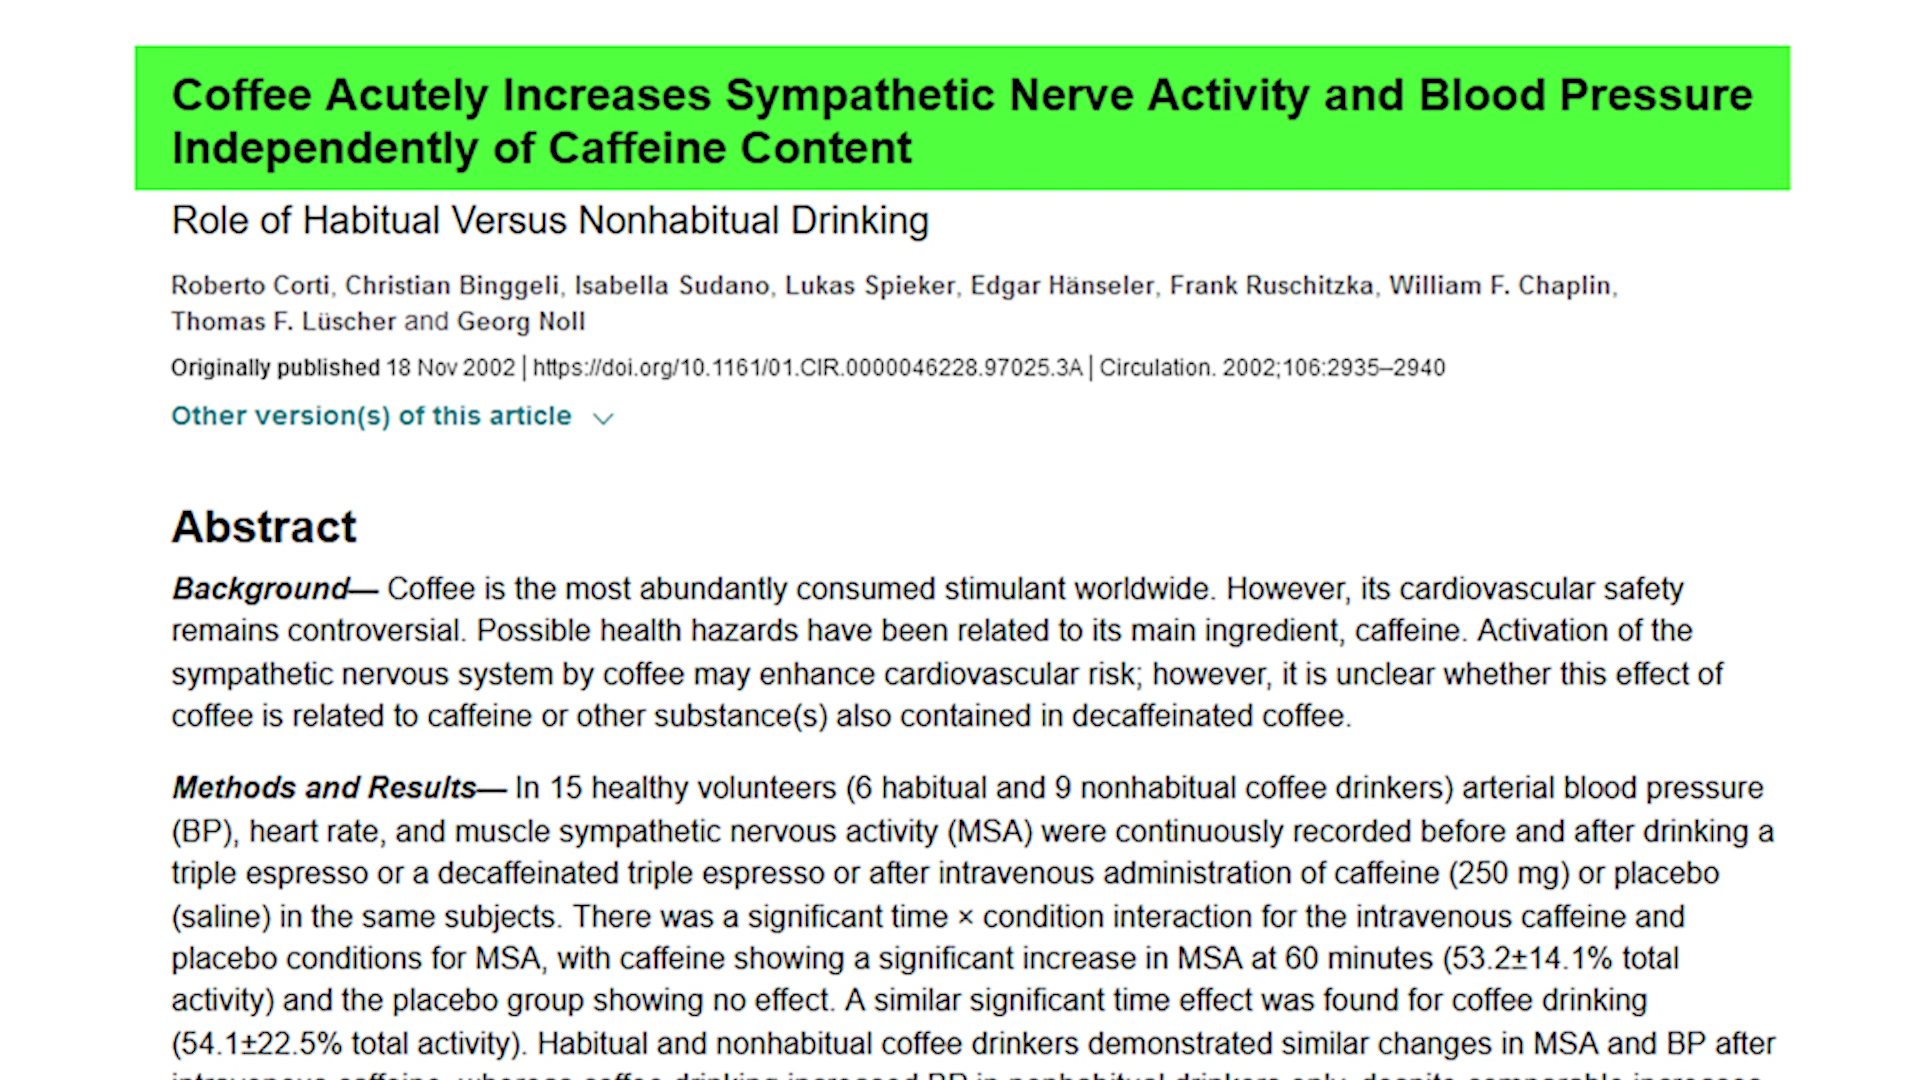 Coffee Acutely Increases Sympathetic Nerve Activity and Blood Pressure
Independently of Caffeine Content
Role of Habitual Versus Nonhabitual Drinking
Roberto Corti, Christian Binggeli, Isabella Sudano, Lukas Spieker, Edgar Hänseler, Frank Ruschitzka, William F. Chaplin,
Thomas F. Lüscher and Georg Noll
Originally published 18 Nov 2002 | https://doi.org/10.1161/01.CIR.0000046228.97025.3A | Circulation. 2002;106:2935–2940
Other version(s) of this article
Abstract
Background— Coffee is the most abundantly consumed stimulant worldwide. However, its cardiovascular safety
remains controversial. Possible health hazards have been related to its main ingredient, caffeine. Activation of the
sympathetic nervous system by coffee may enhance cardiovascular risk; however, it is unclear whether this effect of
coffee is related to caffeine or other substance(s) also contained in decaffeinated coffee.
Methods and Results— In 15 healthy volunteers (6 habitual and 9 nonhabitual coffee drinkers) arterial blood pressure
(BP), heart rate, and muscle sympathetic nervous activity (MSA) were continuously recorded before and after drinking a
triple espresso or a decaffeinated triple espresso or after intravenous administration of caffeine (250 mg) or placebo
(saline) in the same subjects. There was a significant time × condition interaction for the intravenous caffeine and
placebo conditions for MSA, with caffeine showing a significant increase in MSA at 60 minutes (53.2±14.1% total
activity) and the placebo group showing no effect. A similar significant time effect was found for coffee drinking
(54.1±22.5% total activity). Habitual and nonhabitual coffee drinkers demonstrated similar changes in MSA and BP after